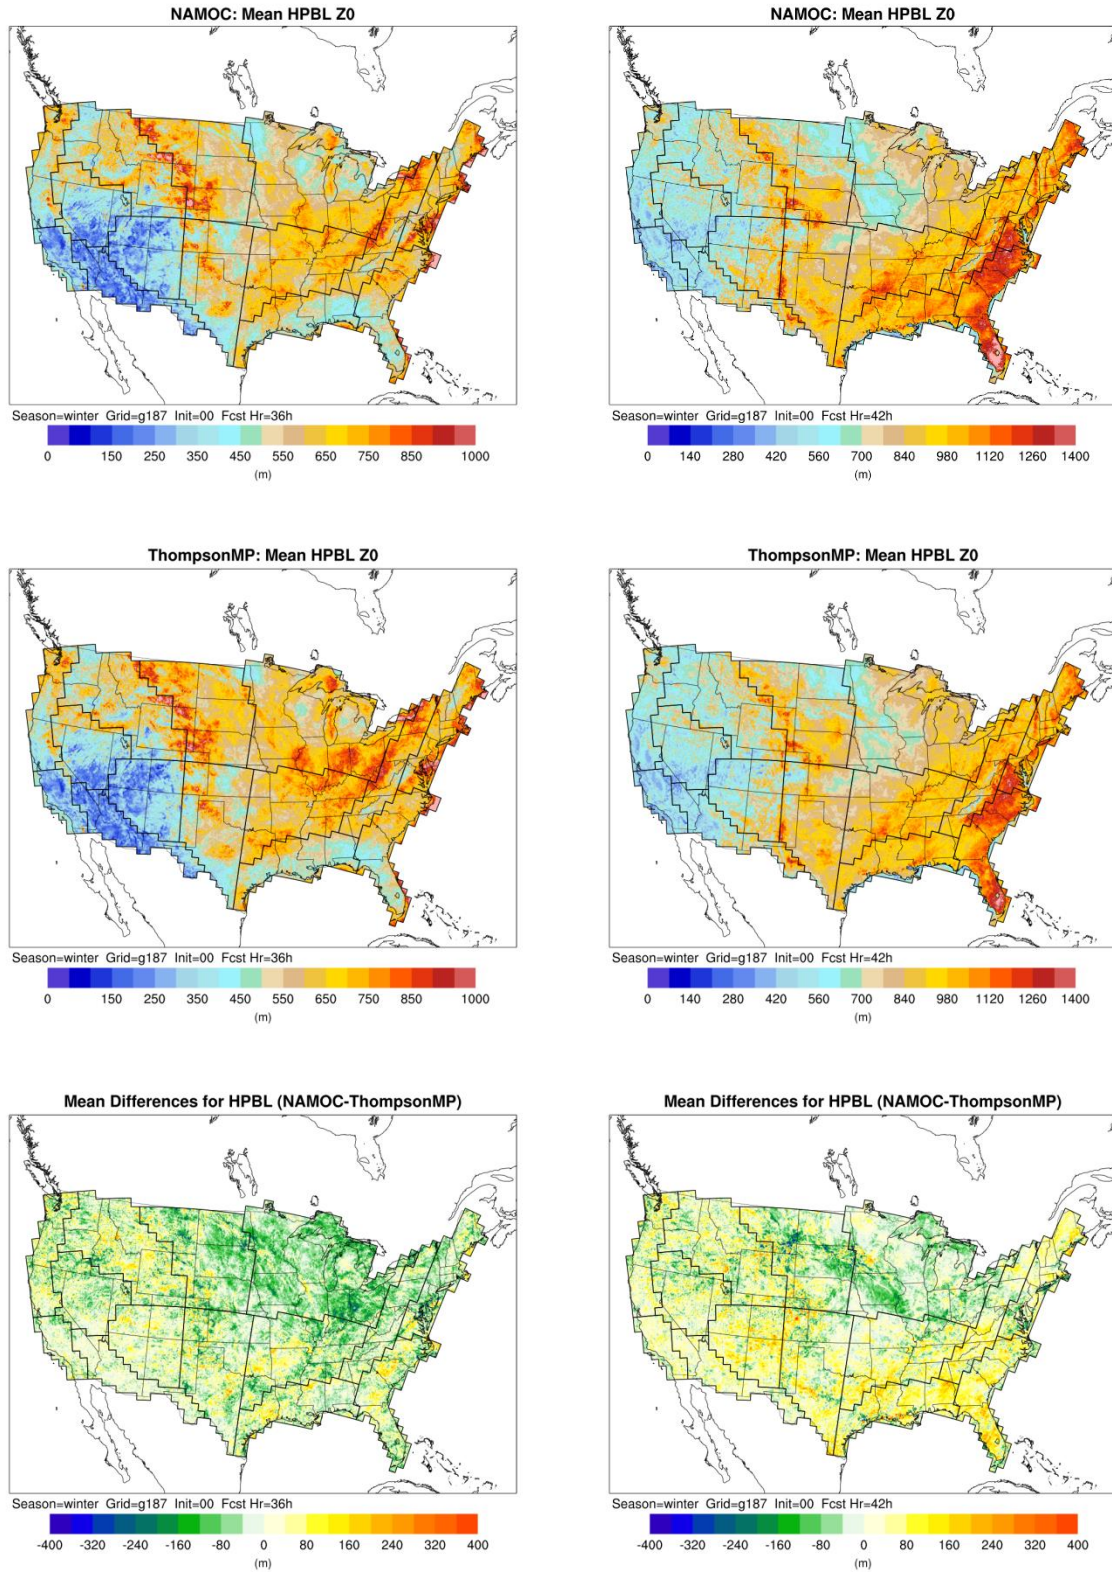 NAMOC: Mean HPBL Z0
Season=winter Grid=g187 Init=00 Fcst Hr=36h
0 150 250 350 450 550 650 750 850 1000
(m)
NAMOC: Mean HPBL Z0
Season=winter Grid=g187 Init=00 Fcst Hr=42h
0 140 280 420 560 700 840 980 1120 1260 1400
(m)
ThompsonMP: Mean HPBL Z0
Season=winter Grid=g187 Init=00 Fcst Hr=36h
0 150 250 350 450 550 650 750 850 1000
(m)
ThompsonMP: Mean HPBL Z0
Season=winter Grid=g187 Init=00 Fcst Hr=42h
0 140 280 420 560 700 840 980 1120 1260 1400
(m)
Mean Differences for HPBL (NAMOC-ThompsonMP)
Season=winter Grid=g187 Init=00 Fcst Hr=36h
-400 -320 -240 -160 -80 0 80 160 240 320 400
(m)
Mean Differences for HPBL (NAMOC-ThompsonMP)
Season=winter Grid=g187 Init=00 Fcst Hr=42h
-400 -320 -240 -160 -80 0 80 160 240 320 400
(m)